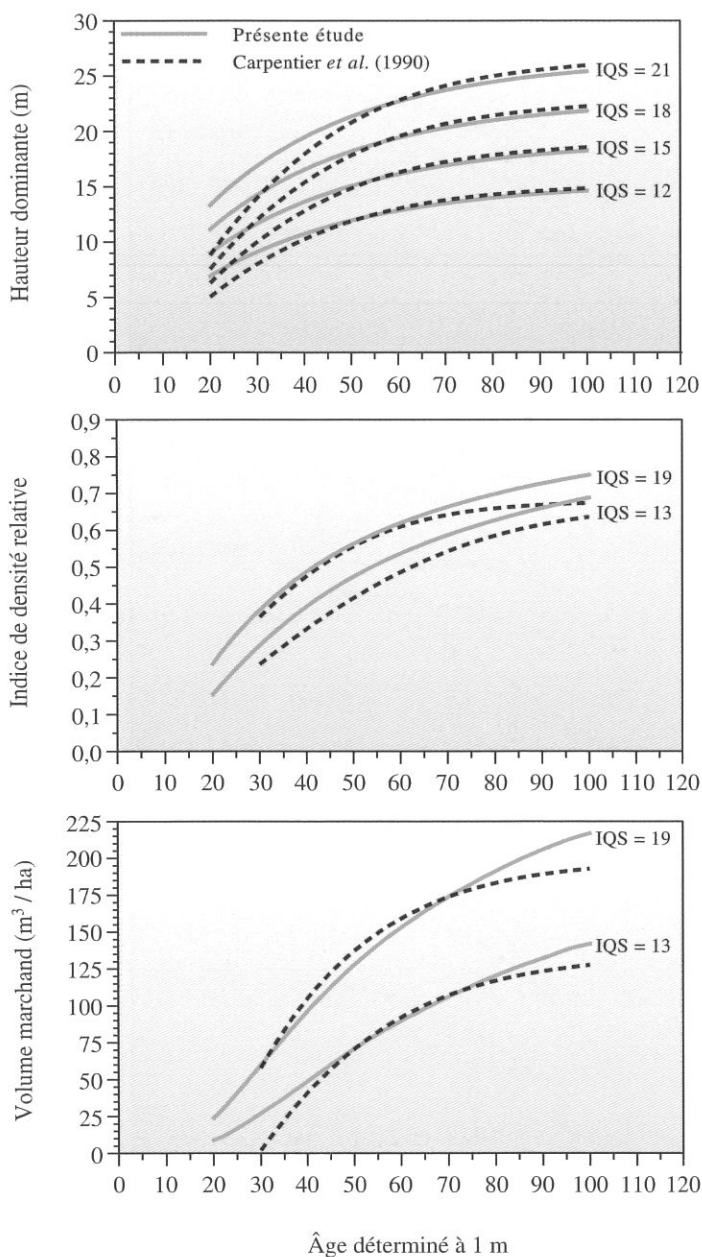 Présente étude
Carpentier et al. (1990)
Hauteur dominante (m)
30
25
20
15
10
5
0
IQS = 21
IQS = 18
IQS = 15
IQS = 12
0 10 20 30 40 50 60 70 80 90 100 110 120
Indice de densité relative
0,9
0,8
0,7
0,6
0,5
0,4
0,3
0,2
0,1
0,0
IQS = 19
IQS = 13
0 10 20 30 40 50 60 70 80 90 100 110 120
Volume marchand (m³ / ha)
225
200
175
150
125
100
75
50
25
0
IQS = 19
IQS = 13
0 10 20 30 40 50 60 70 80 90 100 110 120
Âge déterminé à 1 m